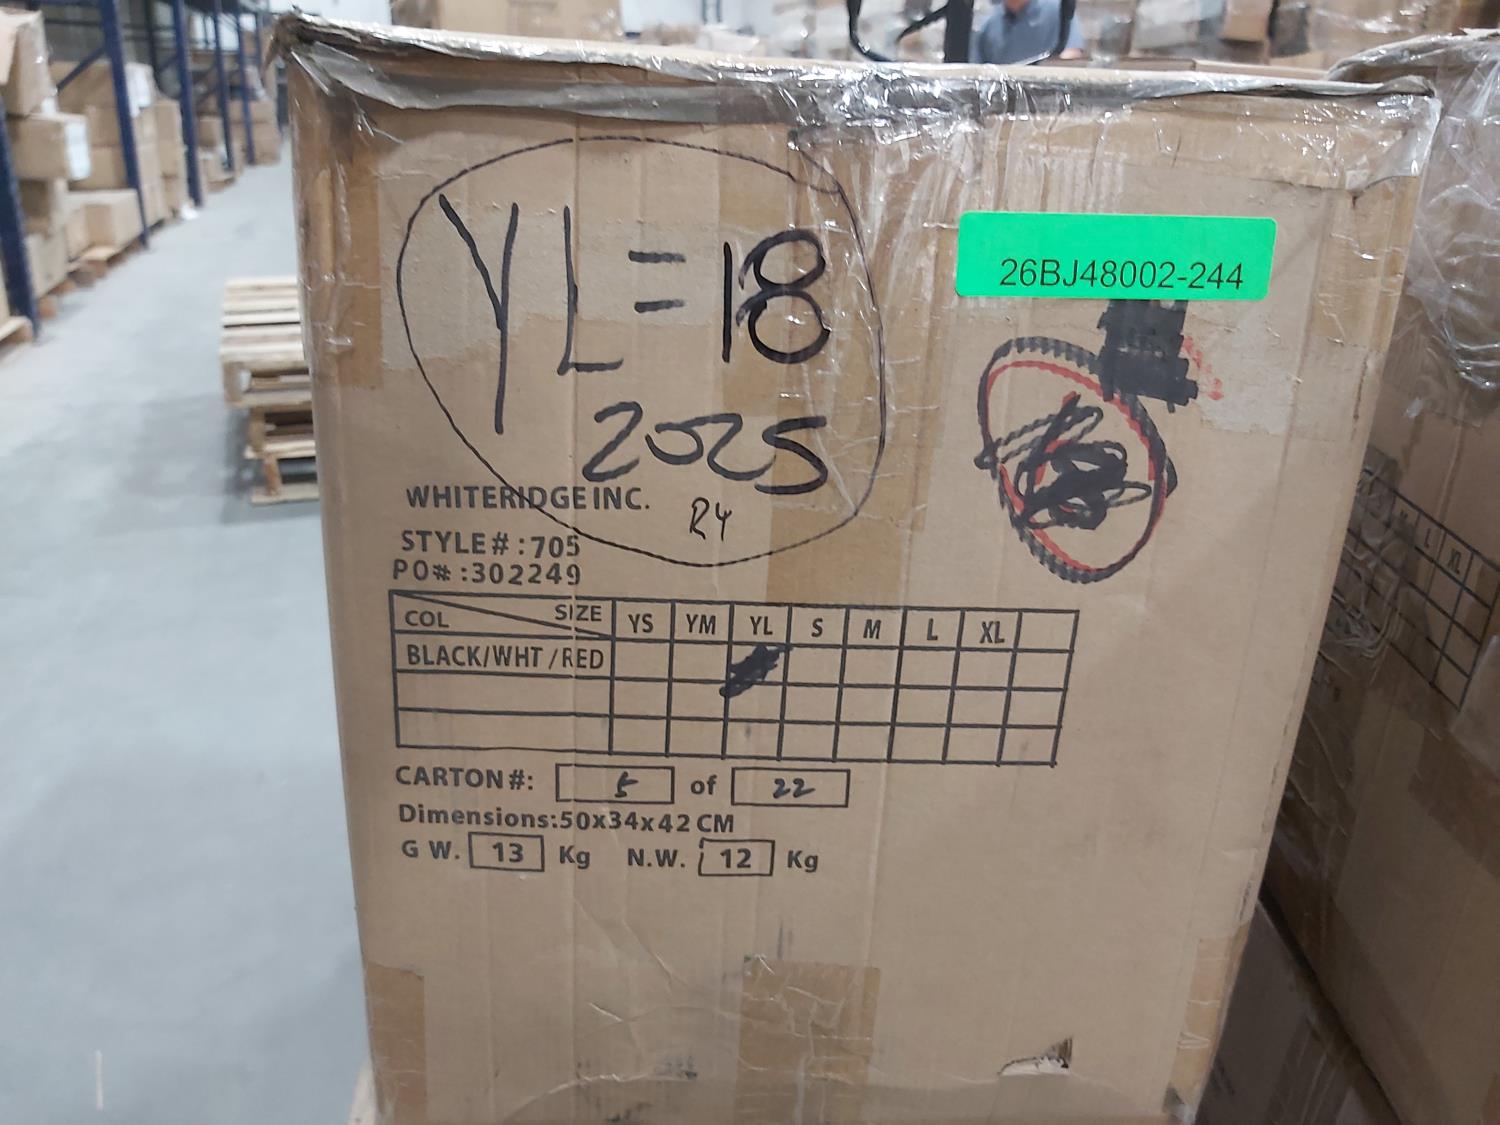 YL=18
2025
R4
26BJ48002-244
WHITERIDGE INC.
STYLE#:705
PO#:302249
COL SIZE YS YM YL S M L XL
BLACK/WHT/RED
CARTON#: 5 of 22
Dimensions:50x34x42 CM
G W. 13 Kg N.W. 12 Kg
L XL